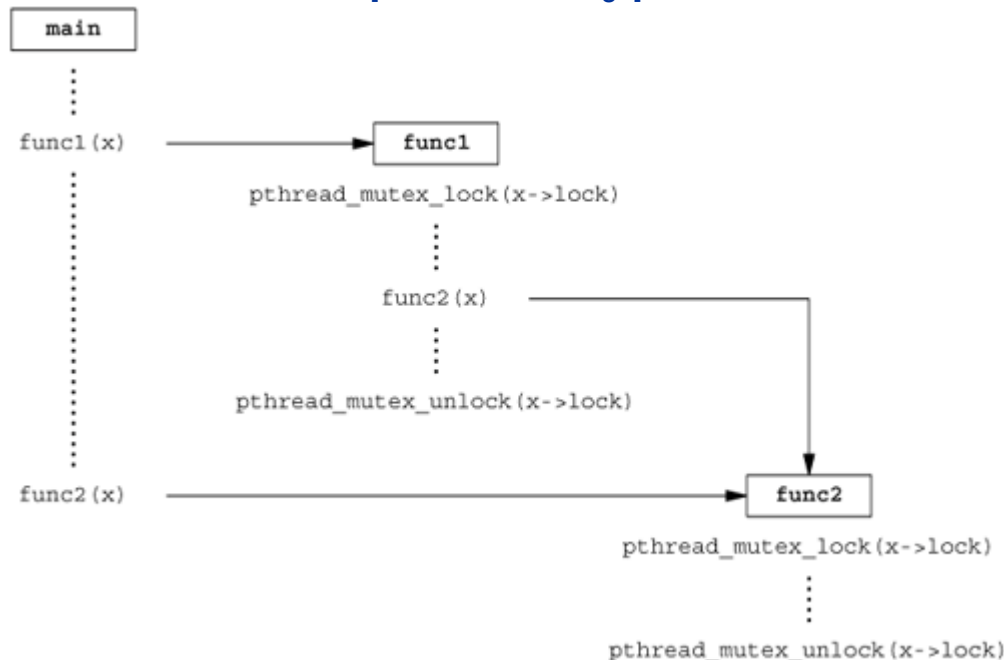 main
func1(x)
func1
pthread_mutex_lock(x->lock)
func2(x)
pthread_mutex_unlock(x->lock)
func2(x)
func2
pthread_mutex_lock(x->lock)
pthread_mutex_unlock(x->lock)